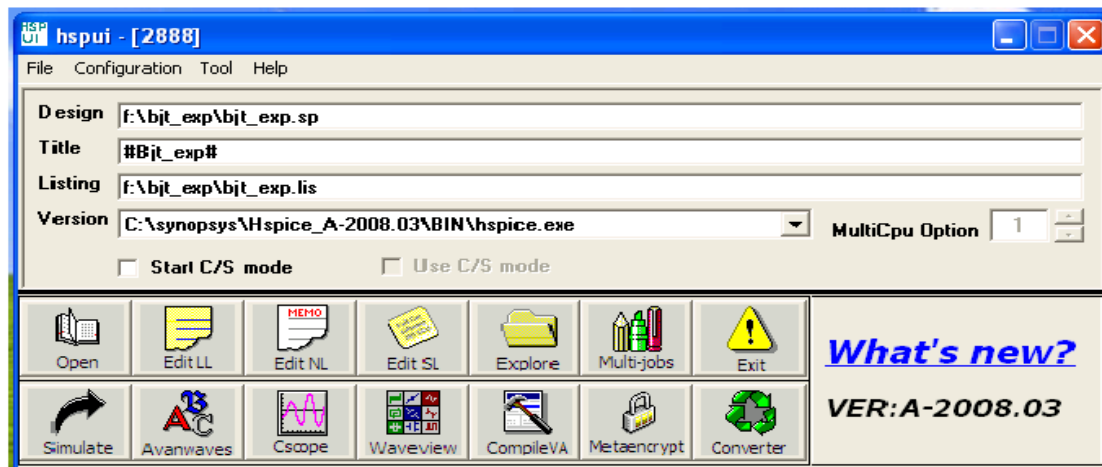 HSP
UI hspui - [2888]
File Configuration Tool Help
Design f:\bjt_exp\bjt_exp.sp
Title #Bjt_exp#
Listing f:\bjt_exp\bjt_exp.lis
Version C:\synopsys\Hspice_A-2008.03\BIN\hspice.exe MultiCpu Option 1
Start C/S mode Use C/S mode
MEMO
Open Edit LL Edit NL Edit SL Explore Multi-jobs Exit
What's new?
VER:A-2008.03
A B C
Simulate Avanwaves Cscope Waveview CompileVA Metaencrypt Converter